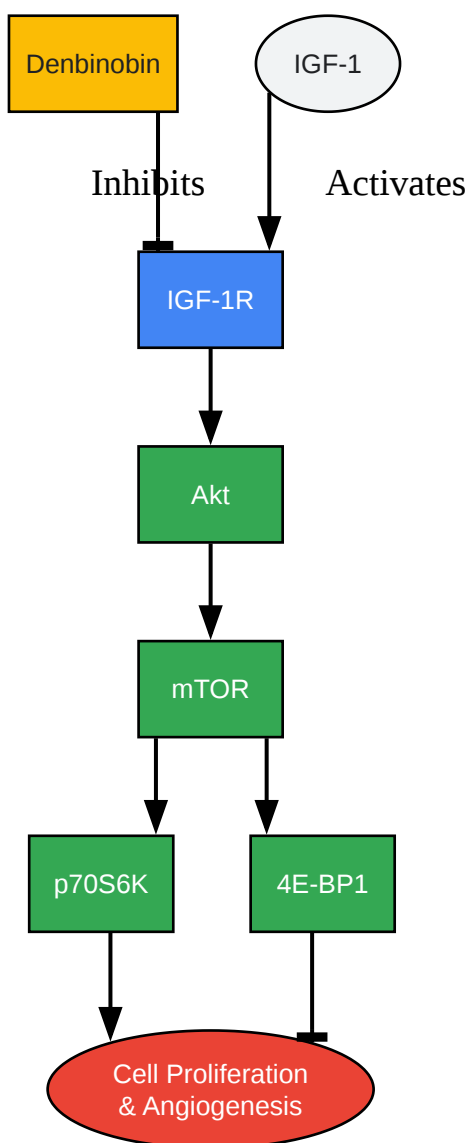 Denbinobin
IGF-1
Inhibits
Activates
IGF-1R
Akt
mTOR
p70S6K
4E-BP1
Cell Proliferation
& Angiogenesis